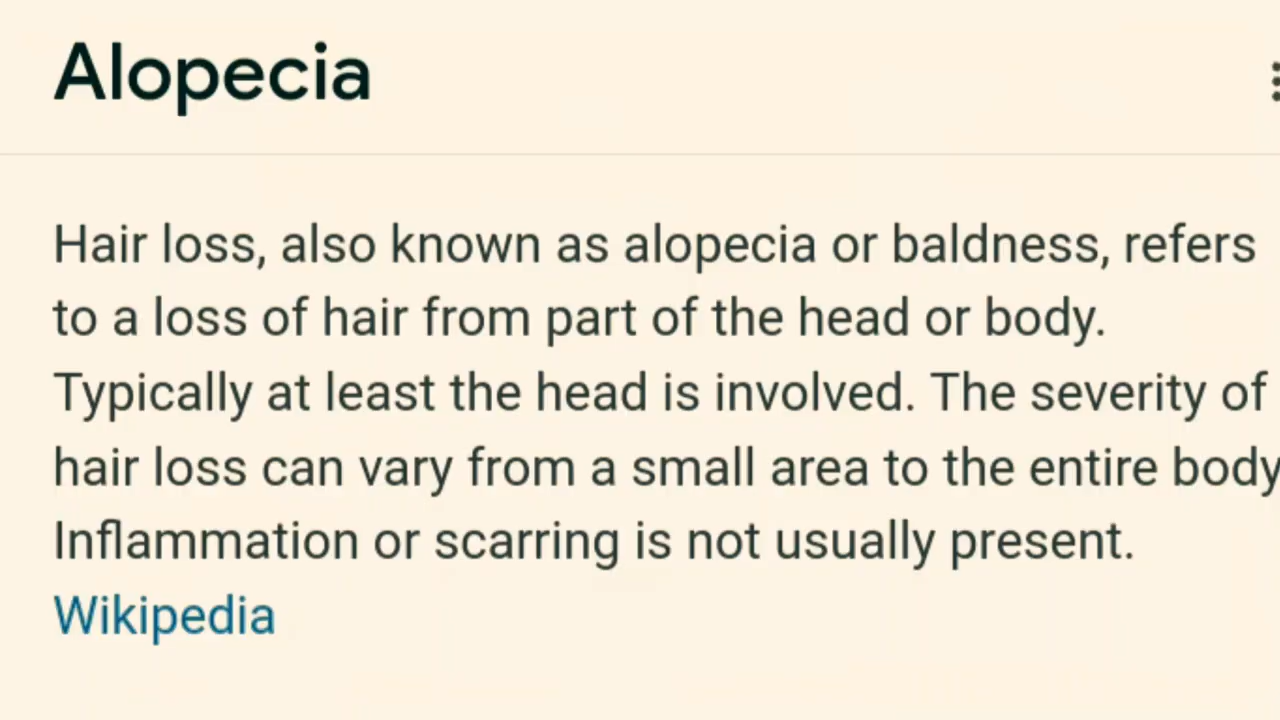 Alopecia
Hair loss, also known as alopecia or baldness, refers
to a loss of hair from part of the head or body.
Typically at least the head is involved. The severity of
hair loss can vary from a small area to the entire body
Inflammation or scarring is not usually present.
Wikipedia